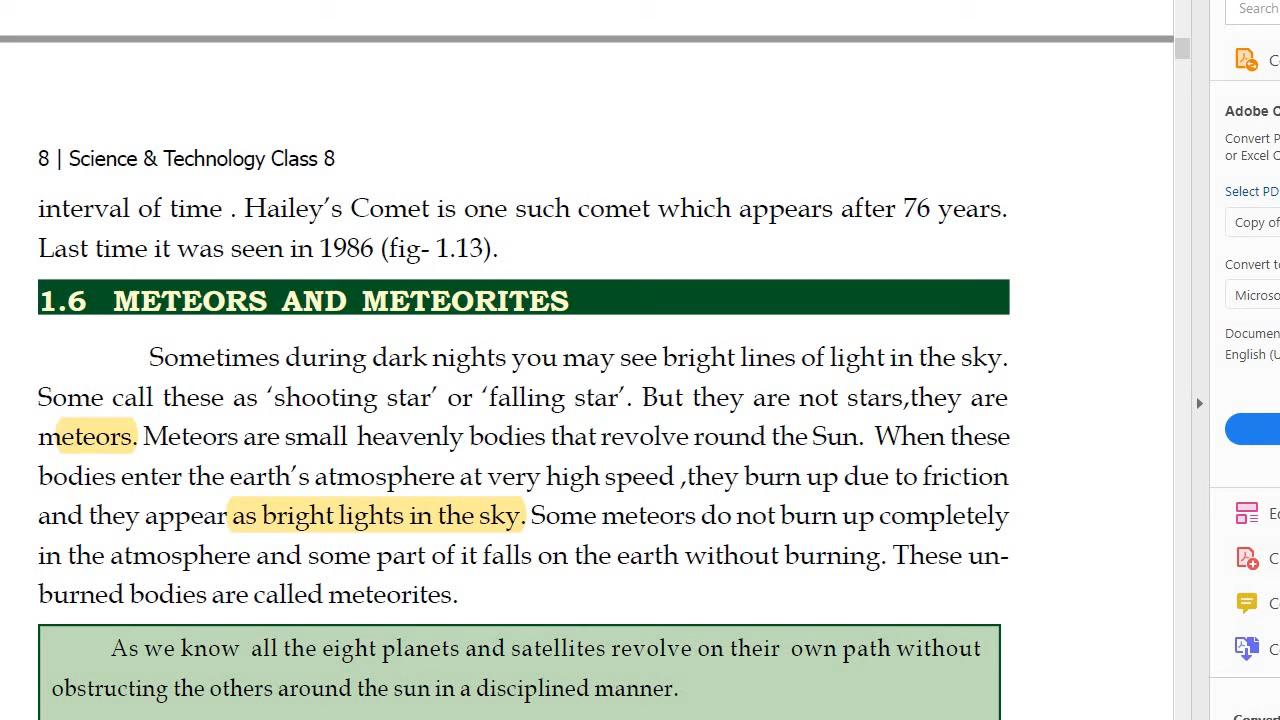 Search
8 | Science & Technology Class 8
interval of time . Hailey's Comet is one such comet which appears after 76 years.
Last time it was seen in 1986 (fig- 1.13).
1.6 METEORS AND METEORITES
Sometimes during dark nights you may see bright lines of light in the sky.
Some call these as ‘shooting star’ or ‘falling star’. But they are not stars,they are
meteors. Meteors are small heavenly bodies that revolve round the Sun. When these
bodies enter the earth’s atmosphere at very high speed ,they burn up due to friction
and they appear as bright lights in the sky. Some meteors do not burn up completely
in the atmosphere and some part of it falls on the earth without burning. These un-
burned bodies are called meteorites.
As we know all the eight planets and satellites revolve on their own path without
obstructing the others around the sun in a disciplined manner.
Adobe
Convert
or Excel
Select PD
Copy of
Convert to
Microso
Documen
English (U